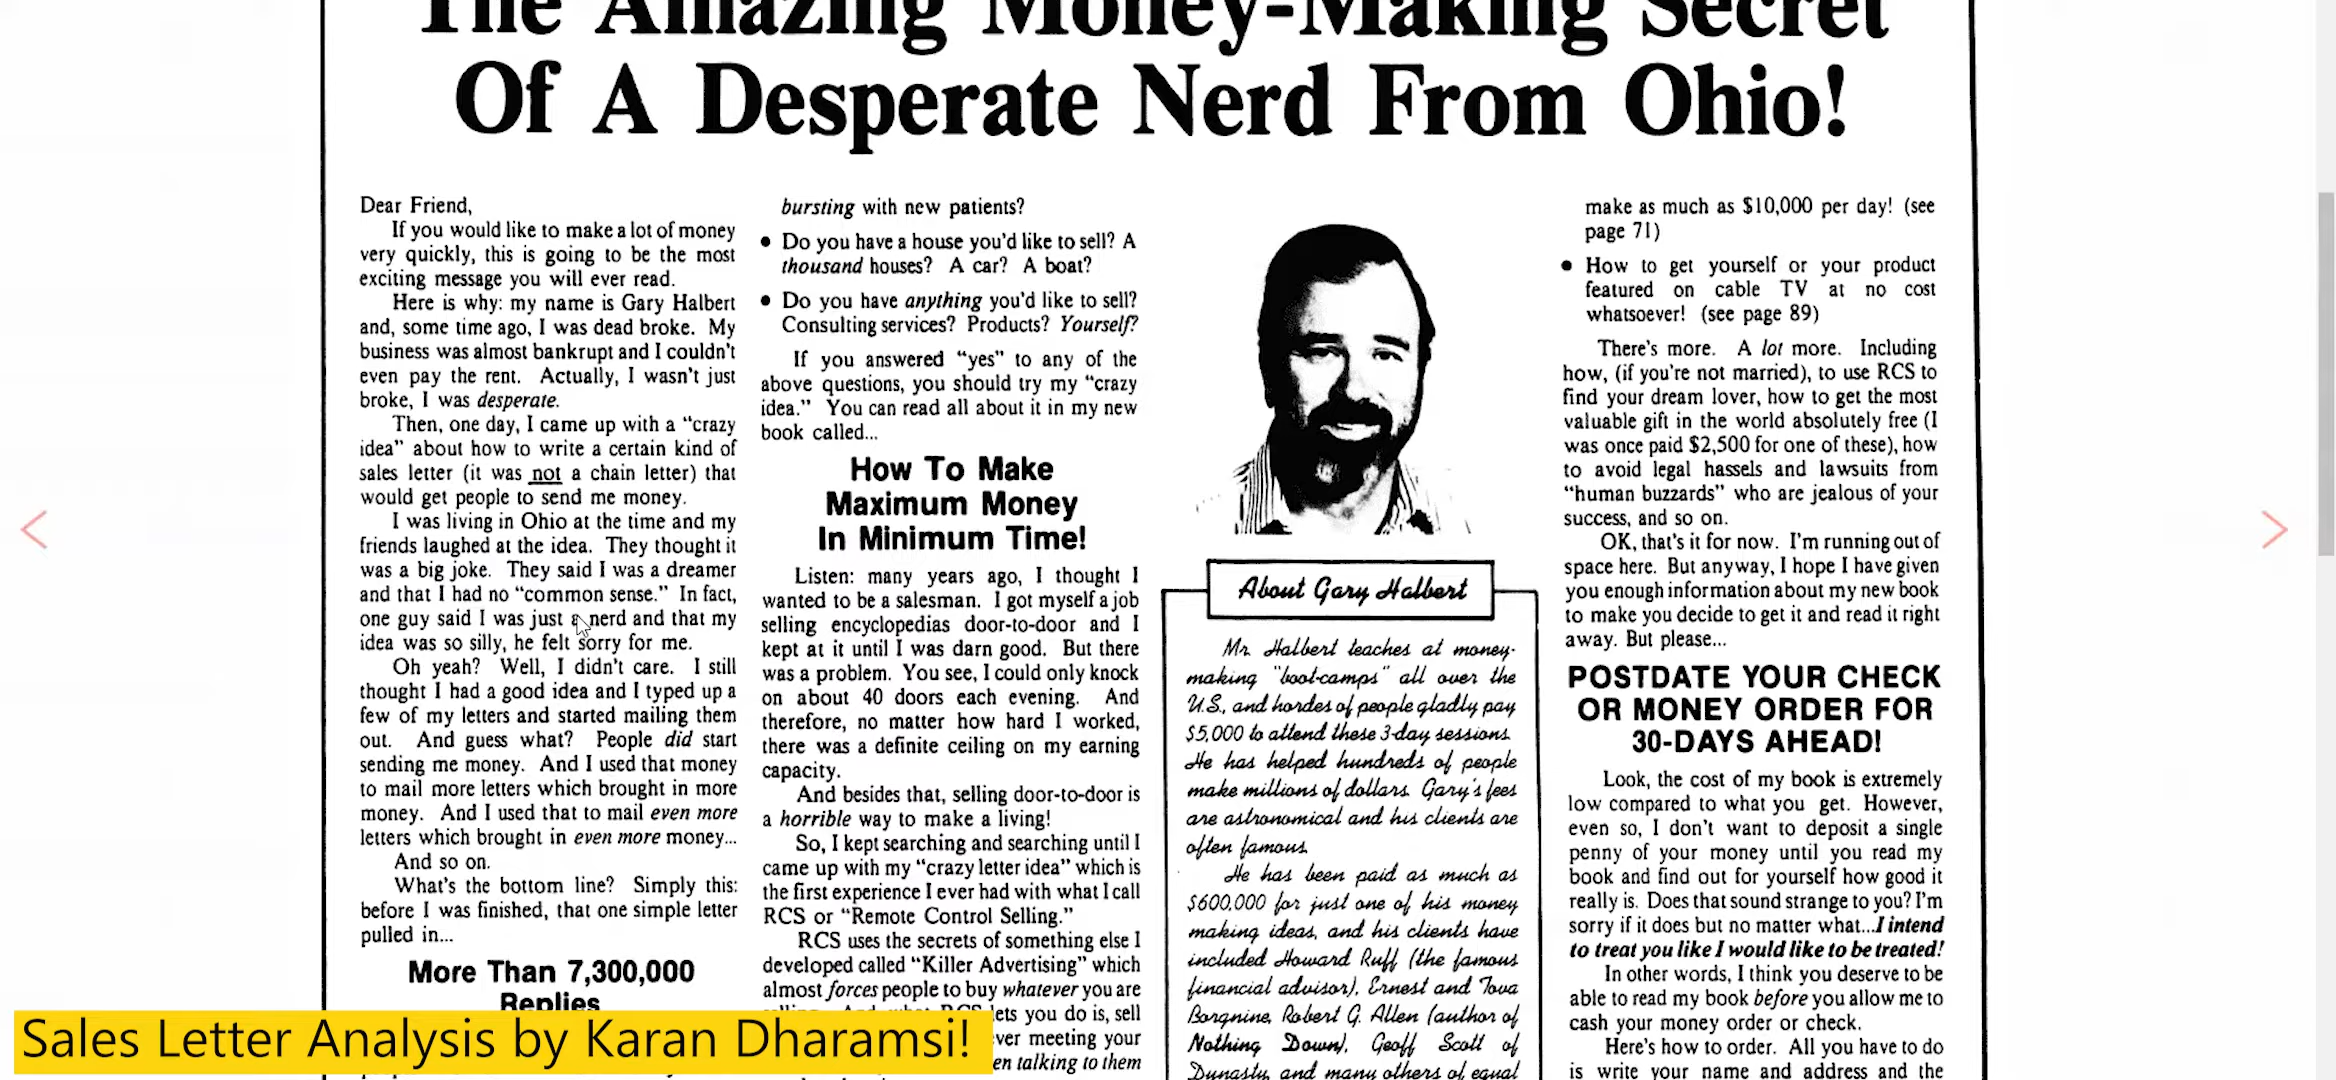 The Amazing Money-Making Secret
Of A Desperate Nerd From Ohio!
Dear Friend,
If you would like to make a lot of money
very quickly, this is going to be the most
exciting message you will ever read.
Here is why: my name is Gary Halbert
and, some time ago, I was dead broke. My
business was almost bankrupt and I couldn't
even pay the rent. Actually, I wasn't just
broke, I was desperate.
Then, one day, I came up with a "crazy
idea" about how to write a certain kind of
sales letter (it was not a chain letter) that
would get people to send me money.
I was living in Ohio at the time and my
friends laughed at the idea. They thought it
was a big joke. They said I was a dreamer
and that I had no "common sense." In fact,
one guy said I was just a nerd and that my
idea was so silly, he felt sorry for me.
Oh yeah? Well, I didn't care. I still
thought I had a good idea and I typed up a
few of my letters and started mailing them
out. And guess what? People did start
sending me money. And I used that money
to mail more letters which brought in more
money. And I used that to mail even more
letters which brought in even more money...
And so on.
What's the bottom line? Simply this:
before I was finished, that one simple letter
pulled in...
More Than 7,300,000
Replies
bursting with new patients?
• Do you have a house you'd like to sell? A
thousand houses? A car? A boat?
• Do you have anything you'd like to sell?
Consulting services? Products? Yourself?
If you answered "yes" to any of the
above questions, you should try my "crazy
idea." You can read all about it in my new
book called...
How To Make
Maximum Money
In Minimum Time!
Listen: many years ago, I thought I
wanted to be a salesman. I got myself a job
selling encyclopedias door-to-door and I
kept at it until I was darn good. But there
was a problem. You see, I could only knock
on about 40 doors each evening. And
therefore, no matter how hard I worked,
there was a definite ceiling on my earning
capacity.
And besides that, selling door-to-door is
a horrible way to make a living!
So, I kept searching and searching until I
came up with my "crazy letter idea" which is
the first experience I ever had with what I call
RCS or "Remote Control Selling."
RCS uses the secrets of something else I
developed called "Killer Advertising" which
almost forces people to buy whatever you are
lets you do is, sell
ver meeting your
en talking to them
About Gary Halbert
Mr. Halbert teaches at money-
making "boot-camps" all over the
U.S., and hordes of people gladly pay
$5,000 to attend these 3-day sessions.
He has helped hundreds of people
make millions of dollars. Gary's fees
are astronomical and his clients are
often famous.
He has been paid as much as
$600,000 for just one of his money
making ideas, and his clients have
included Howard Ruff (the famous
financial advisor), Ernest and Tova
Borgnine, Robert G. Allen (author of
Nothing Down), Geoff Scott of
Dynasty, and many others of equal
make as much as $10,000 per day! (see
page 71)
• How to get yourself or your product
featured on cable TV at no cost
whatsoever! (see page 89)
There's more. A lot more. Including
how, (if you're not married), to use RCS to
find your dream lover, how to get the most
valuable gift in the world absolutely free (I
was once paid $2,500 for one of these), how
to avoid legal hassels and lawsuits from
"human buzzards" who are jealous of your
success, and so on.
OK, that's it for now. I'm running out of
space here. But anyway, I hope I have given
you enough information about my new book
to make you decide to get it and read it right
away. But please...
POSTDATE YOUR CHECK
OR MONEY ORDER FOR
30-DAYS AHEAD!
Look, the cost of my book is extremely
low compared to what you get. However,
even so, I don't want to deposit a single
penny of your money until you read my
book and find out for yourself how good it
really is. Does that sound strange to you? I'm
sorry if it does but no matter what...I intend
to treat you like I would like to be treated!
In other words, I think you deserve to be
able to read my book before you allow me to
cash your money order or check.
Here's how to order. All you have to do
is write your name and address and the
Sales Letter Analysis by Karan Dharamsi!